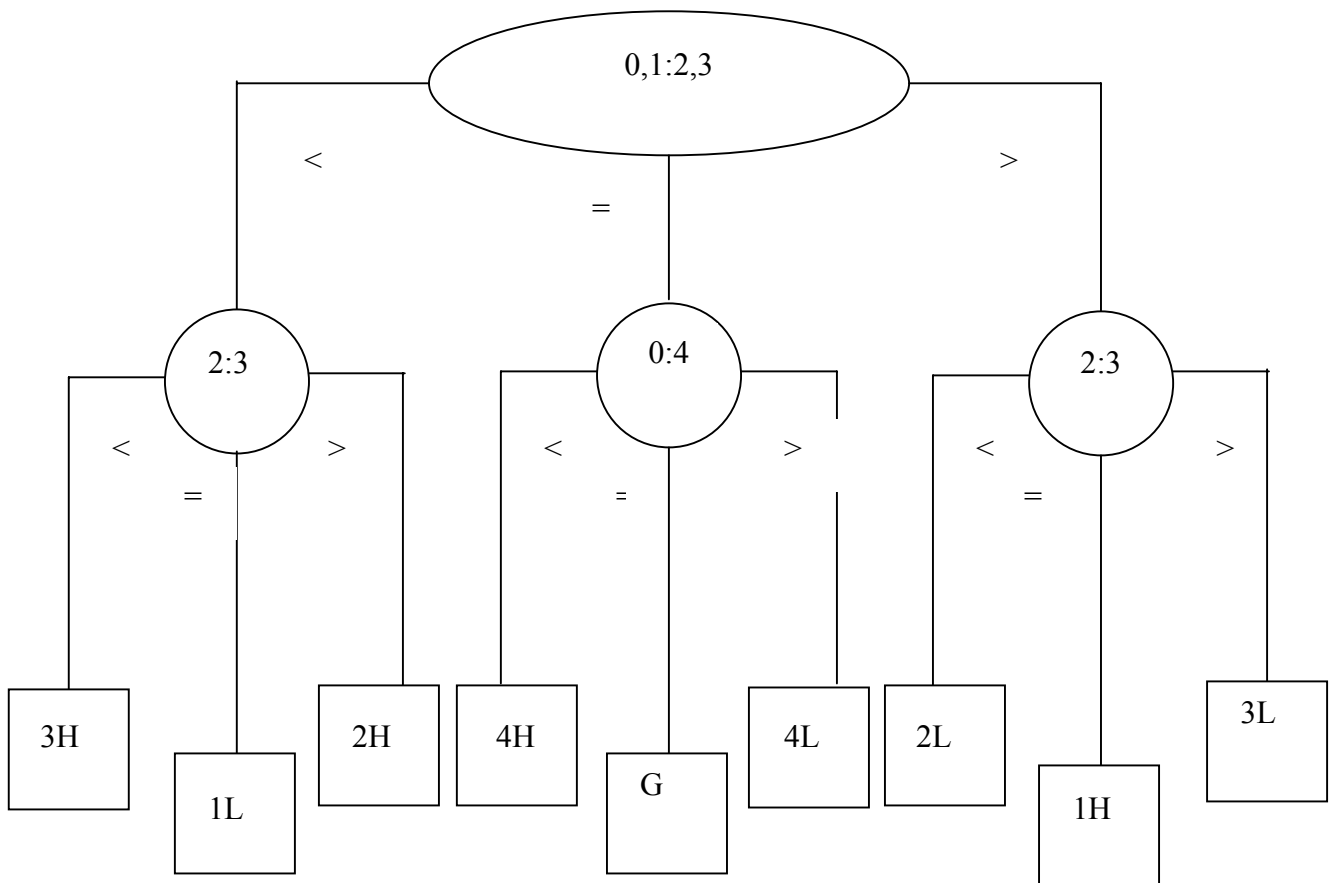 0,1:2,3
< >
=
2:3 0:4 2:3
< > < > < >
= = =
3H 2H 4H 4L 2L 3L
1L G 1H